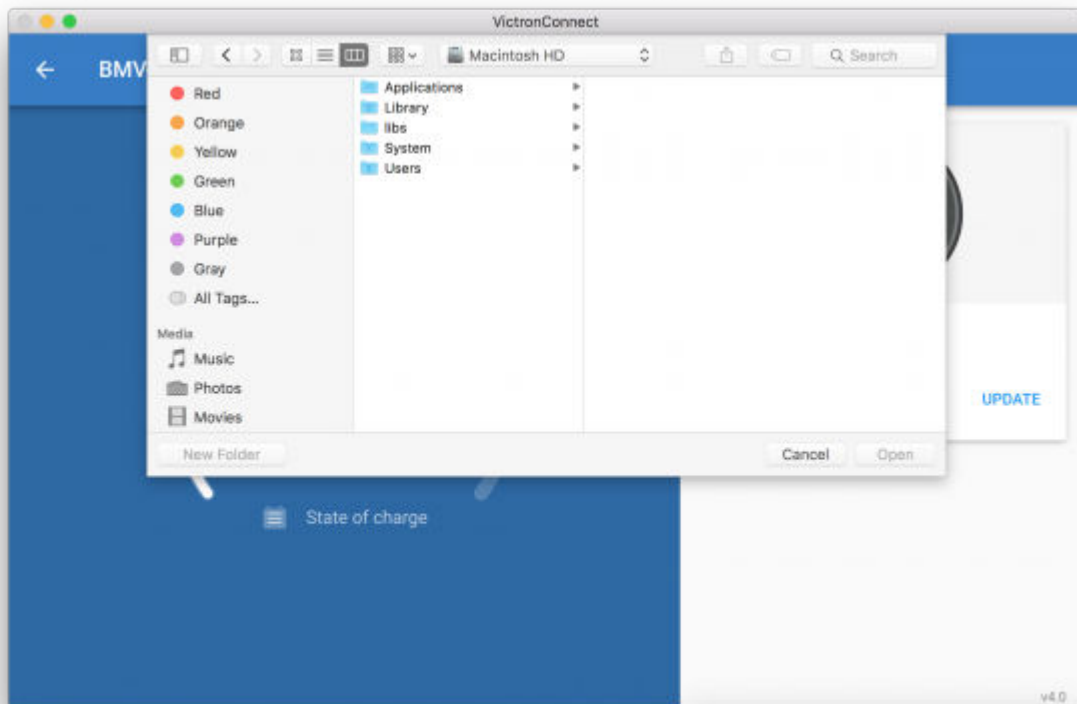 VictronConnect
BMV
Macintosh HD
Search
Red
Orange
Yellow
Green
Blue
Purple
Gray
All Tags...
Media
Music
Photos
Movies
Applications
Library
libs
System
Users
New Folder
Cancel
Open
UPDATE
State of charge
v4.0